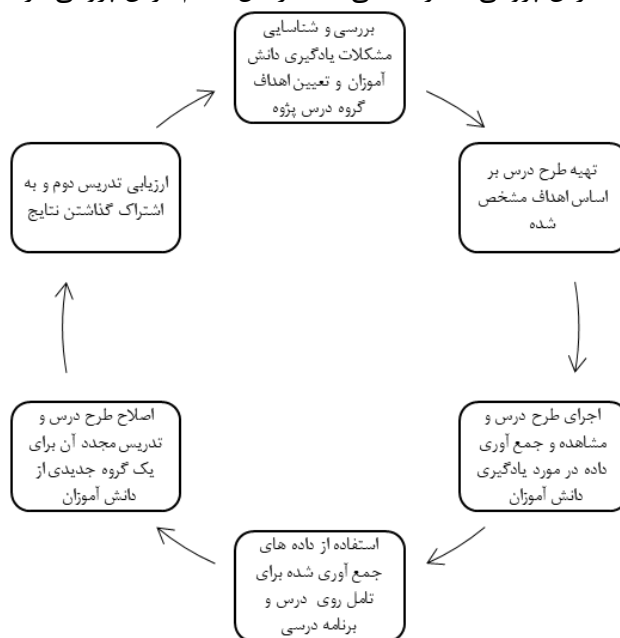 بررسی و شناسایی
مشکلات یادگیری دانش
آموزان و تعیین اهداف
گروه درس پژوه
تهیه طرح درس بر
اساس اهداف مشخص
شده
اجرای طرح درس و
مشاهده و جمع آوری
داده در مورد یادگیری
دانش آموزان
استفاده از داده های
جمع آوری شده برای
تامل روی درس و
برنامه درسی
اصلاح طرح درس و
تدریس مجدد آن برای
یک گروه جدیدی از
دانش آموزان
ارزیابی تدریس دوم و به
اشتراک گذاشتن نتایج